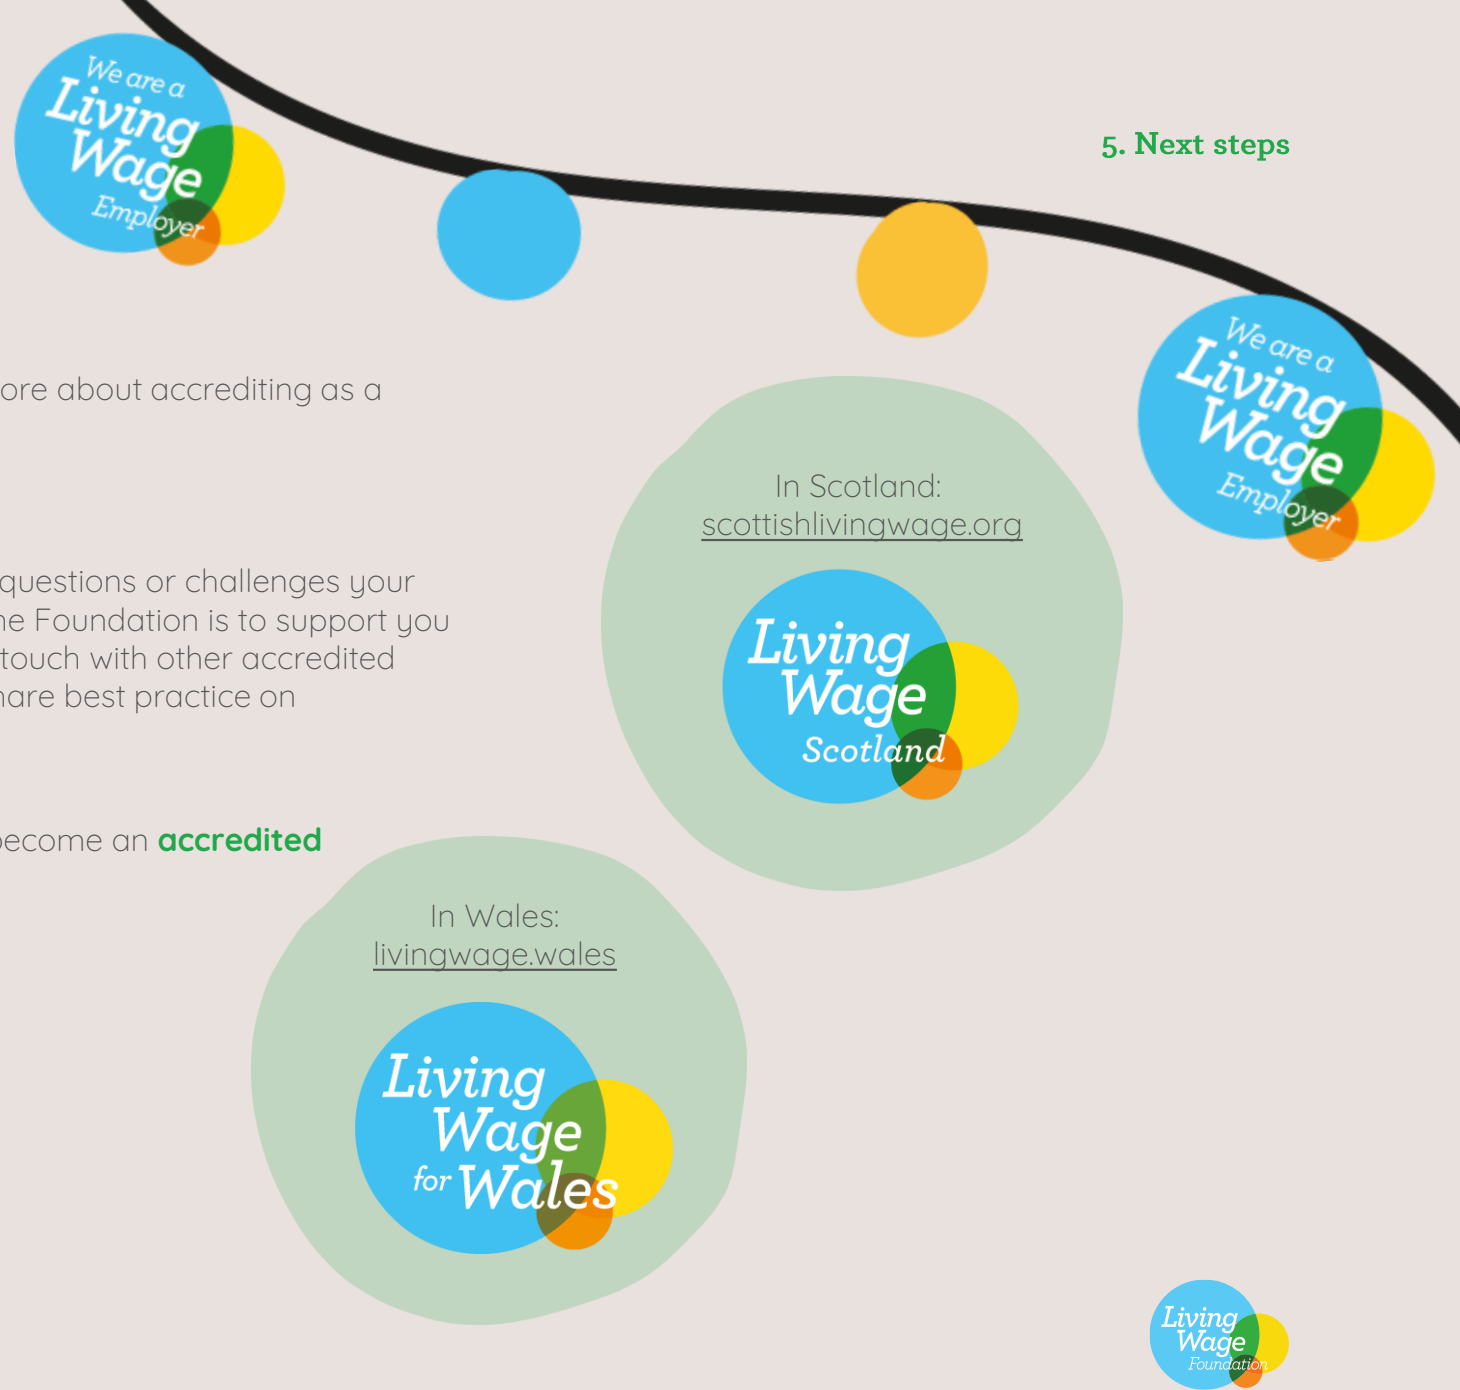 We are a
Living
Wage
Employer
5. Next steps
We are a
Living
Wage
Employer
ore about accrediting as a
questions or challenges your
ne Foundation is to support you
touch with other accredited
are best practice on
become an accredited
In Scotland:
scottishlivingwage.org
Living
Wage
Scotland
In Wales:
livingwage.wales
Living
Wage
for Wales
Living
Wage
Foundation